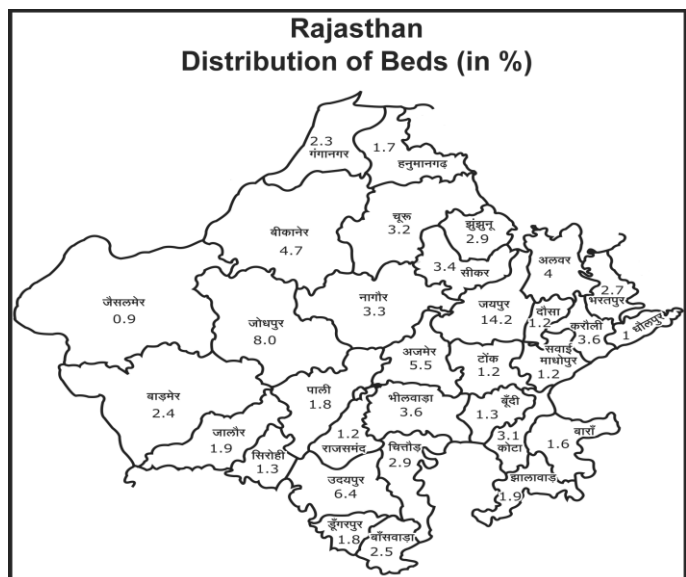 Rajasthan
Distribution of Beds (in %)
2.3
गंगानगर
1.7
हनुमानगढ़
बीकानेर
4.7
चूरू
3.2
झुंझुनू
2.9
3.4
सीकर
अलवर
4
2.7
भरतपुर
जैसलमेर
0.9
जोधपुर
8.0
नागौर
3.3
जयपुर
14.2
दौसा
1.2
करौली
3.6
1
धौलपुर
अजमेर
5.5
टोंक
1.2
सवाई
माधोपुर
1.2
बाड़मेर
2.4
पाली
1.8
भीलवाड़ा
3.6
बूँदी
1.3
जालौर
1.9
सिरोही
1.3
1.2
राजसमंद
चित्तौड़
2.9
3.1
कोटा
बाराँ
1.6
उदयपुर
6.4
झालावाड़
1.9
डूँगरपुर
1.8
बाँसवाड़ा
2.5